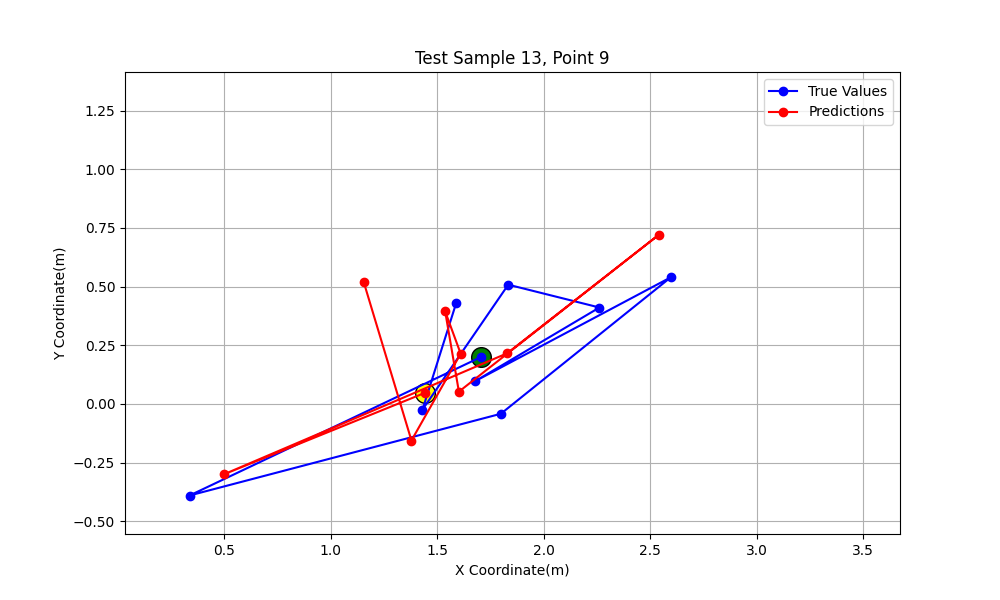 Test Sample 13, Point 9
True Values
Predictions
Y Coordinate(m)
1.25
1.00
0.75
0.50
0.25
0.00
−0.25
−0.50
0.5 1.0 1.5 2.0 2.5 3.0 3.5
X Coordinate(m)